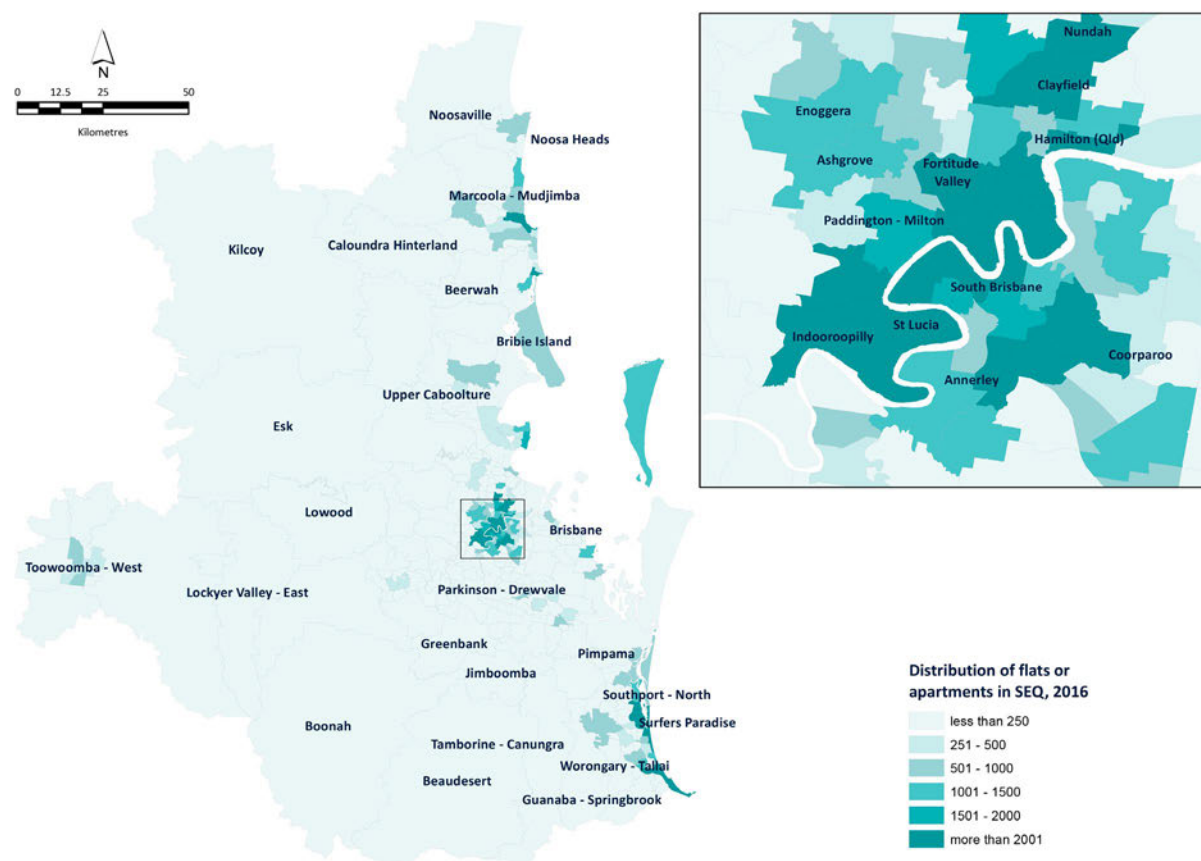 N
0 12.5 25 50
Kilometres
Noosaville
Noosa Heads
Marcoola - Mudjimba
Kilcoy
Caloundra Hinterland
Beerwah
Bribie Island
Upper Caboolture
Esk
Lowood
Brisbane
Toowoomba - West
Lockyer Valley - East
Parkinson - Drewvale
Greenbank
Pimpama
Jimboomba
Southport - North
Boonah
Surfers Paradise
Tamborine - Canungra
Worongary - Tallai
Beaudesert
Guanaba - Springbrook
Nundah
Clayfield
Enoggera
Hamilton (Qld)
Ashgrove
Fortitude
Valley
Paddington - Milton
South Brisbane
St Lucia
Indooroopilly
Coorparoo
Annerley
Distribution of flats or
apartments in SEQ, 2016
less than 250
251 - 500
501 - 1000
1001 - 1500
1501 - 2000
more than 2001